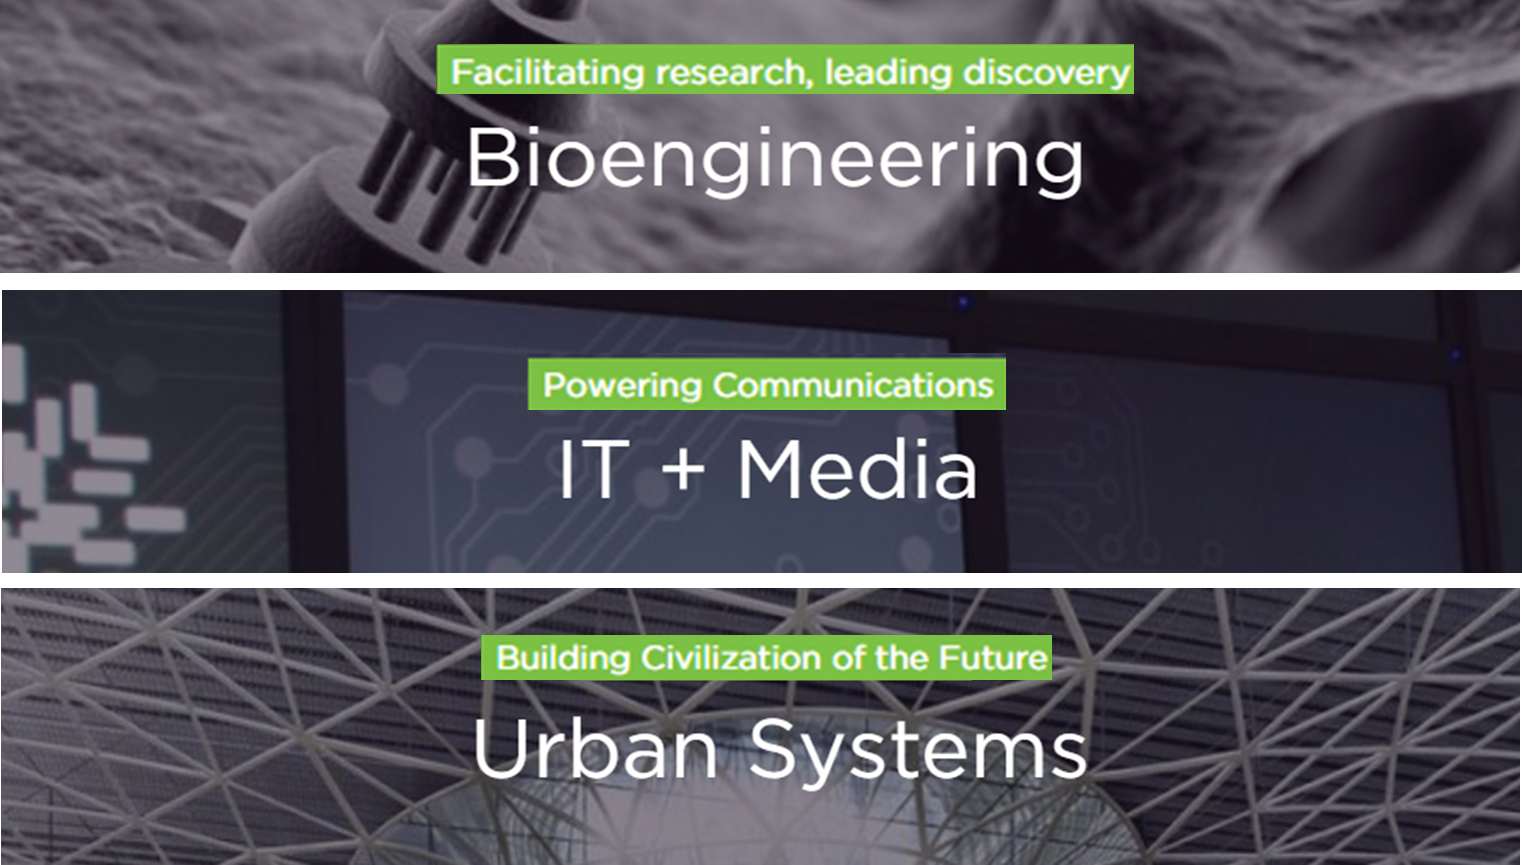 Facilitating research, leading discovery
Bioengineering
Powering Communications
IT + Media
Building Civilization of the Future
Urban Systems